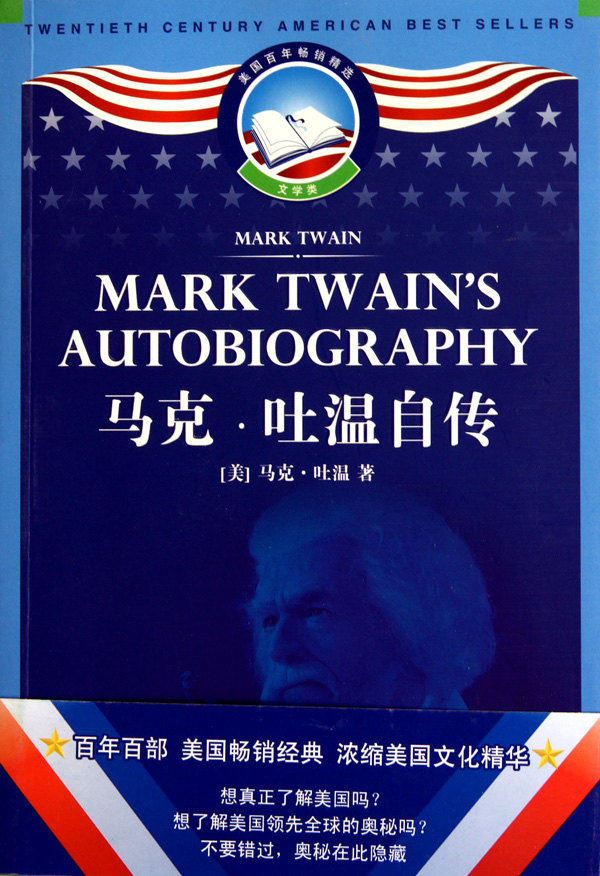 TWENTIETH CENTURY AMERICAN BEST SELLERS
美国百年畅销精选
文学类
MARK TWAIN
MARK TWAIN'S
AUTOBIOGRAPHY
马克·吐温自传
[美] 马克·吐温 著
百年百部 美国畅销经典 浓缩美国文化精华
想真正了解美国吗？
想了解美国领先全球的奥秘吗？
不要错过，奥秘在此隐藏